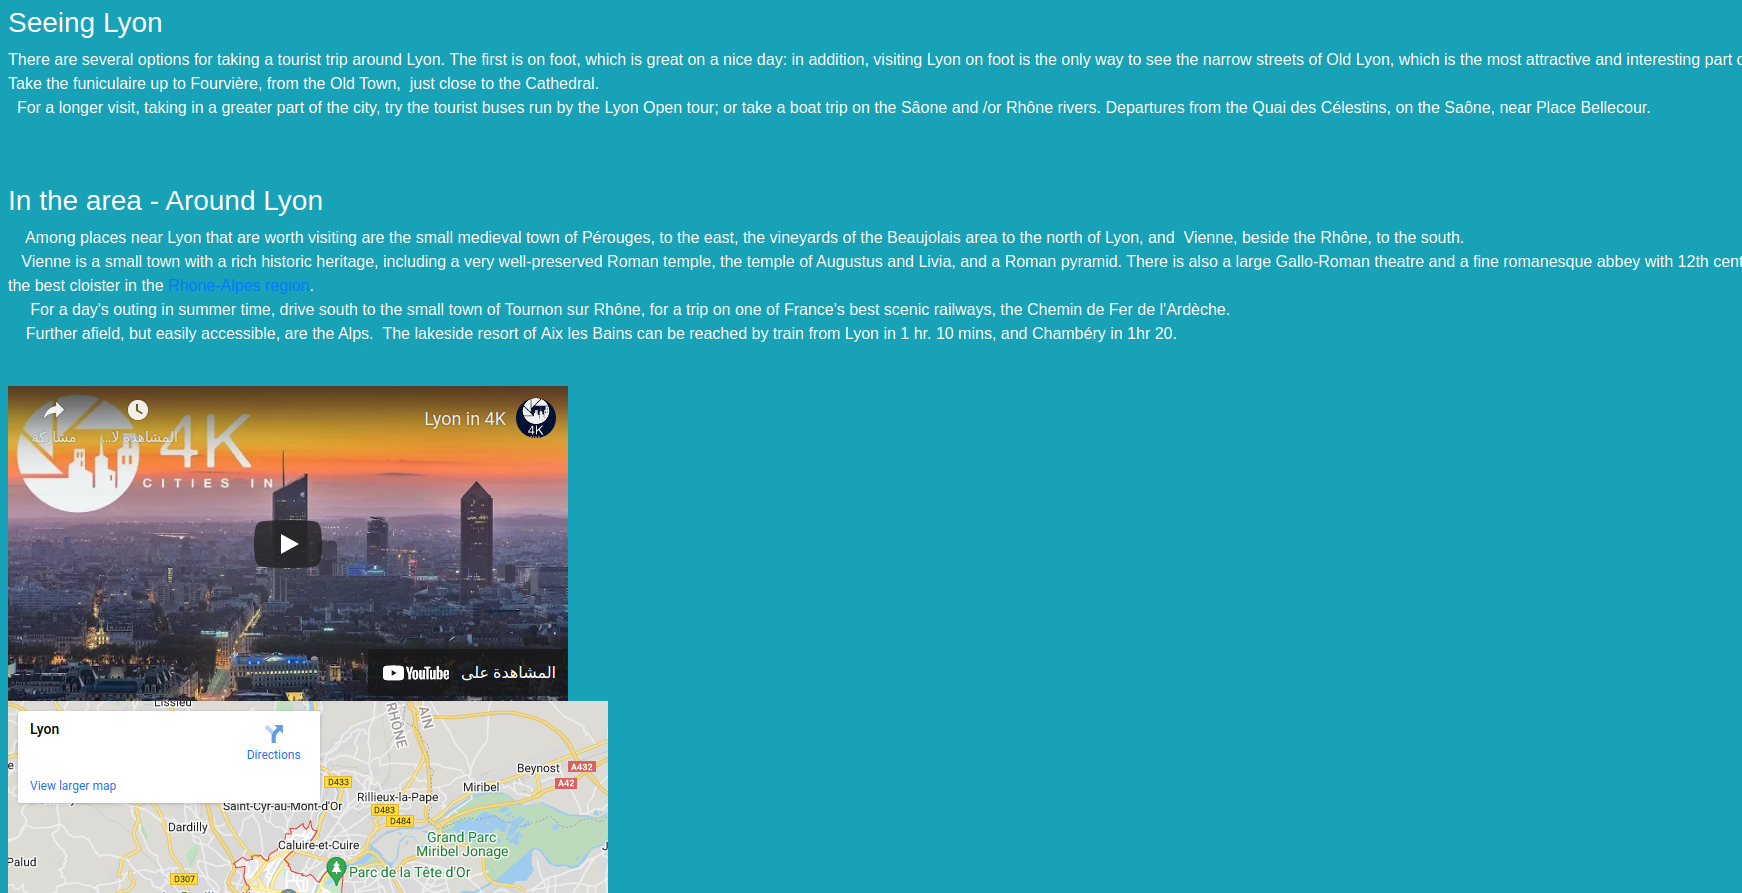 Seeing Lyon
There are several options for taking a tourist trip around Lyon. The first is on foot, which is great on a nice day: in addition, visiting Lyon on foot is the only way to see the narrow streets of Old Lyon, which is the most attractive and interesting part
Take the funiculaire up to Fourvière, from the Old Town,  just close to the Cathedral.
For a longer visit, taking in a greater part of the city, try the tourist buses run by the Lyon Open tour; or take a boat trip on the Sâone and /or Rhône rivers. Departures from the Quai des Célestins, on the Saône, near Place Bellecour.
In the area - Around Lyon
Among places near Lyon that are worth visiting are the small medieval town of Pérouges, to the east, the vineyards of the Beaujolais area to the north of Lyon, and  Vienne, beside the Rhône, to the south.
Vienne is a small town with a rich historic heritage, including a very well-preserved Roman temple, the temple of Augustus and Livia, and a Roman pyramid. There is also a large Gallo-Roman theatre and a fine romanesque abbey with 12th cent
the best cloister in the Rhone-Alpes region.
For a day's outing in summer time, drive south to the small town of Tournon sur Rhône, for a trip on one of France's best scenic railways, the Chemin de Fer de l'Ardèche.
Further afield, but easily accessible, are the Alps.  The lakeside resort of Aix les Bains can be reached by train from Lyon in 1 hr. 10 mins, and Chambéry in 1hr 20.
Lyon in 4K
4K
مشاركة
المشاهدة لا...
4K
CITIES IN
المشاهدة على YouTube
Lissieu
RHÔNE
AIN
Lyon
Directions
View larger map
Beynost
A432
A42
D433
Miribel
Rillieux-la-Pape
Saint-Cyr-au-Mont-d'Or
D483
D484
Dardilly
Grand Parc
Miribel Jonage
Caluire-et-Cuire
Palud
Parc de la Tête d'Or
D307